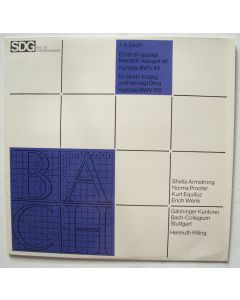 SDG
J.S. Bach
Es ist dir gesagt,
Mensch, was gut ist
Kantate BWV 45
Es ist ein trotzig
und verzagt Ding
Kantate BWV 176
Sheila Armstrong
Norma Procter
Kurt Equiluz
Erich Wenk
Gächinger Kantorei
Bach-Collegium
Stuttgart
Helmuth Rilling
BA
CH